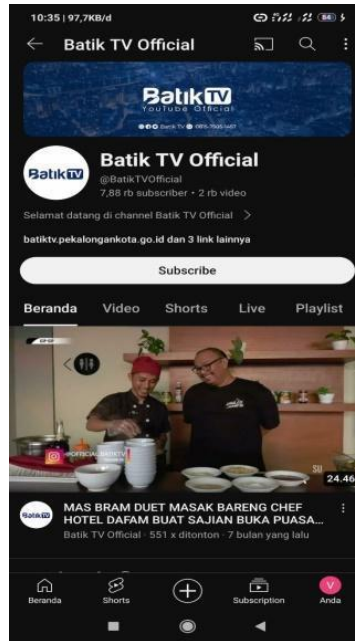 10:35 | 97,7KB/d
Batik TV Official
BatikTV
YouTube Official
BatikTV
Batik TV Official
@BatikTVOfficial
7,88 rb subscriber • 2 rb video
Selamat datang di channel Batik TV Official >
batiktv.pekalongankota.go.id dan 3 link lainnya
Subscribe
Beranda Video Shorts Live Playlist
BatikTV
SU
24.46
BatikTV
MAS BRAM DUET MASAK BARENG CHEF
HOTEL DAFAM BUAT SAJIAN BUKA PUASA...
Batik TV Official · 551 x ditonton · 7 bulan yang lalu
Beranda
Shorts
Subscription
V
Anda